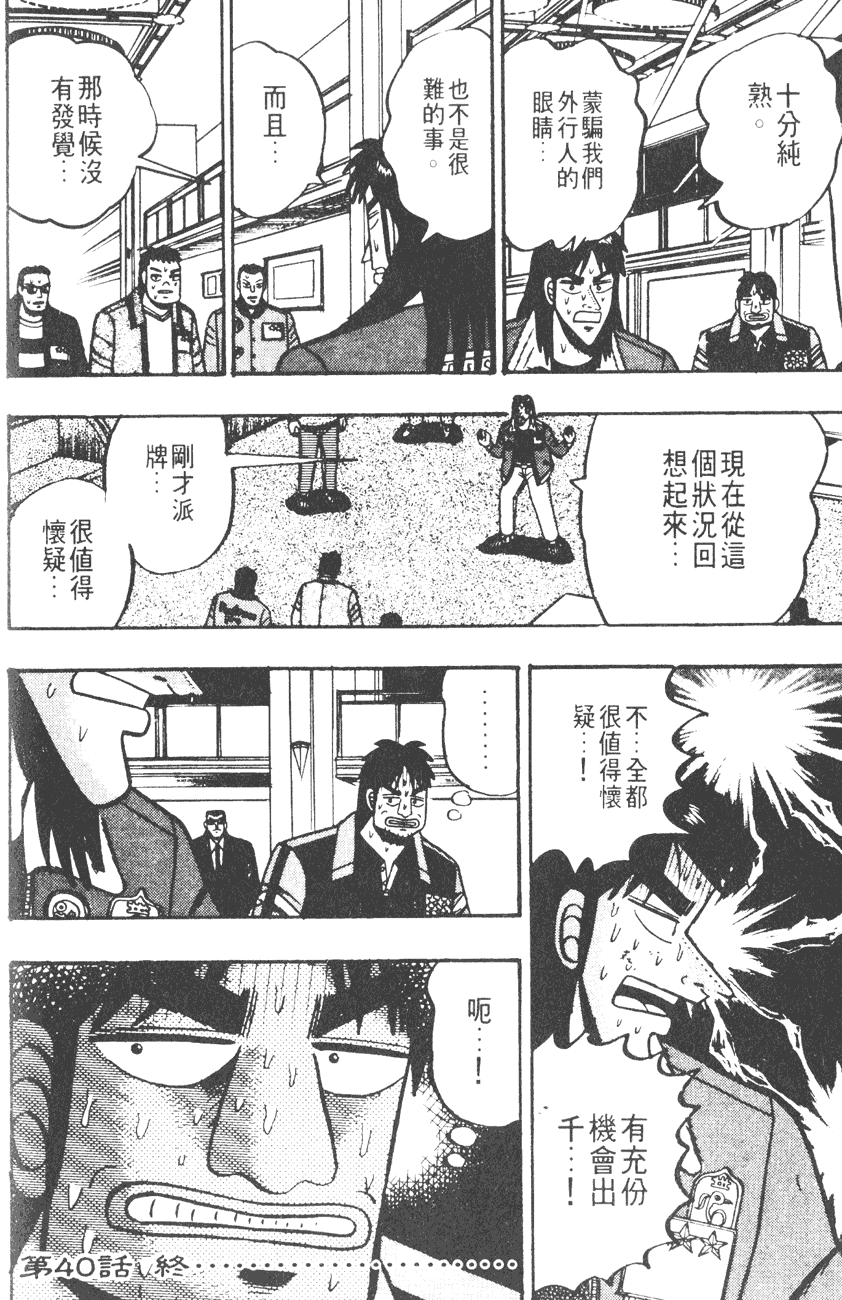 十分純
熟。
蒙騙我們
外行人的
眼睛…
也不是很
難的事。
而且…
那時候沒
有發覺…
現在從這
個狀況回
想起來…
剛才派
牌…
很值得
懷疑…
不…全都
很值得懷
疑…!
有充份
機會出
千…!
………
呃…!
第40話／終